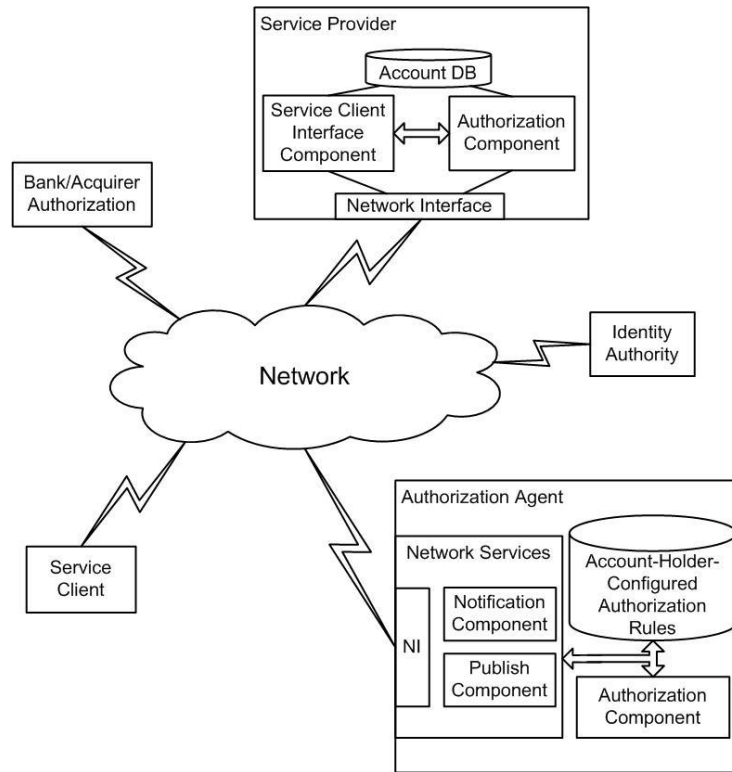 Service Provider
Account DB
Service Client
Interface
Component
Authorization
Component
Network Interface
Bank/Acquirer
Authorization
Identity
Authority
Network
Service
Client
Authorization Agent
Network Services
NI
Notification
Component
Publish
Component
Account-Holder-
Configured
Authorization
Rules
Authorization
Component